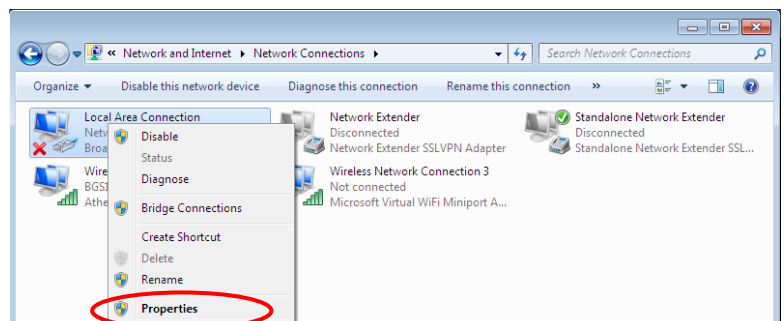 « Network and Internet ▸ Network Connections ▸ Search Network Connections
Organize ▾ Disable this network device Diagnose this connection Rename this connection »
Local Area Connection
Netw
Broa
Network Extender
Disconnected
Network Extender SSLVPN Adapter
Standalone Network Extender
Disconnected
Standalone Network Extender SSL...
Wire
BGS
Athe
Wireless Network Connection 3
Not connected
Microsoft Virtual WiFi Miniport A...
Disable
Status
Diagnose
Bridge Connections
Create Shortcut
Delete
Rename
Properties